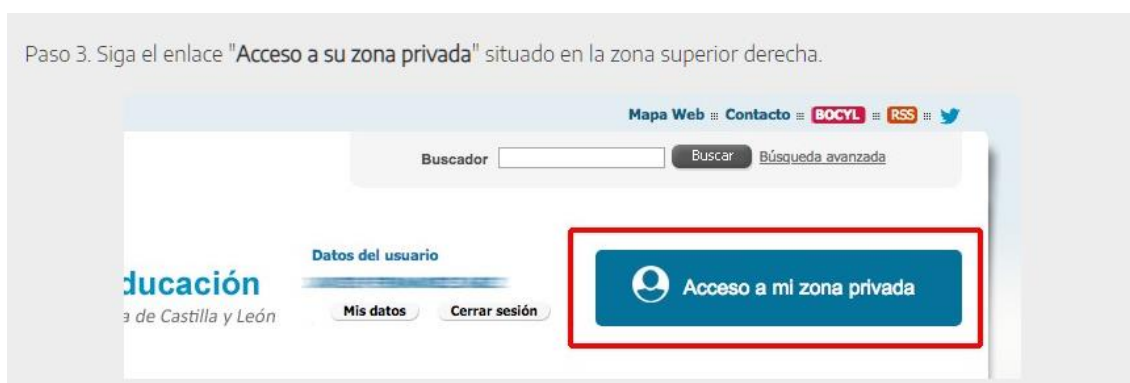 Paso 3. Siga el enlace "Acceso a su zona privada" situado en la zona superior derecha.
Mapa Web :: Contacto :: BOCYL :: RSS ::
Buscador Buscar Búsqueda avanzada
Datos del usuario
ducación
a de Castilla y León
Mis datos Cerrar sesión
Acceso a mi zona privada